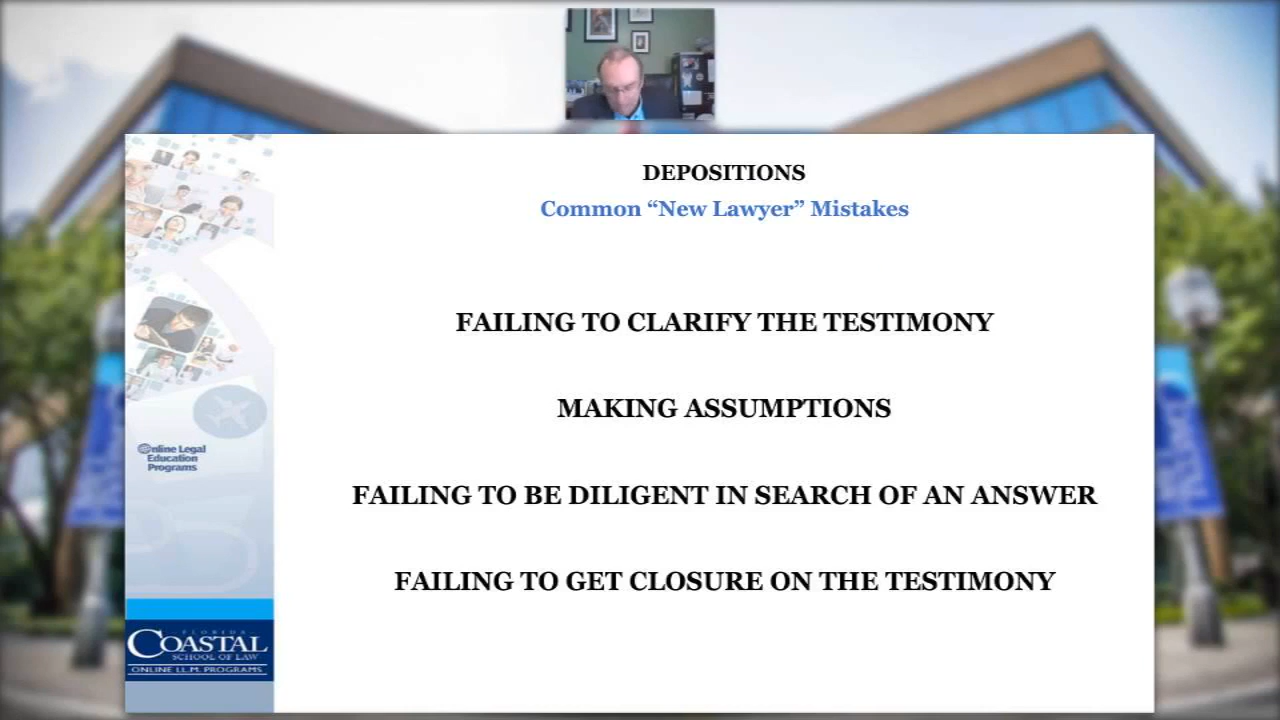 DEPOSITIONS
Common “New Lawyer” Mistakes
FAILING TO CLARIFY THE TESTIMONY
MAKING ASSUMPTIONS
FAILING TO BE DILIGENT IN SEARCH OF AN ANSWER
FAILING TO GET CLOSURE ON THE TESTIMONY
Online Legal
Education
Programs
FLORIDA
COASTAL
SCHOOL OF LAW
ONLINE LL.M. PROGRAMS